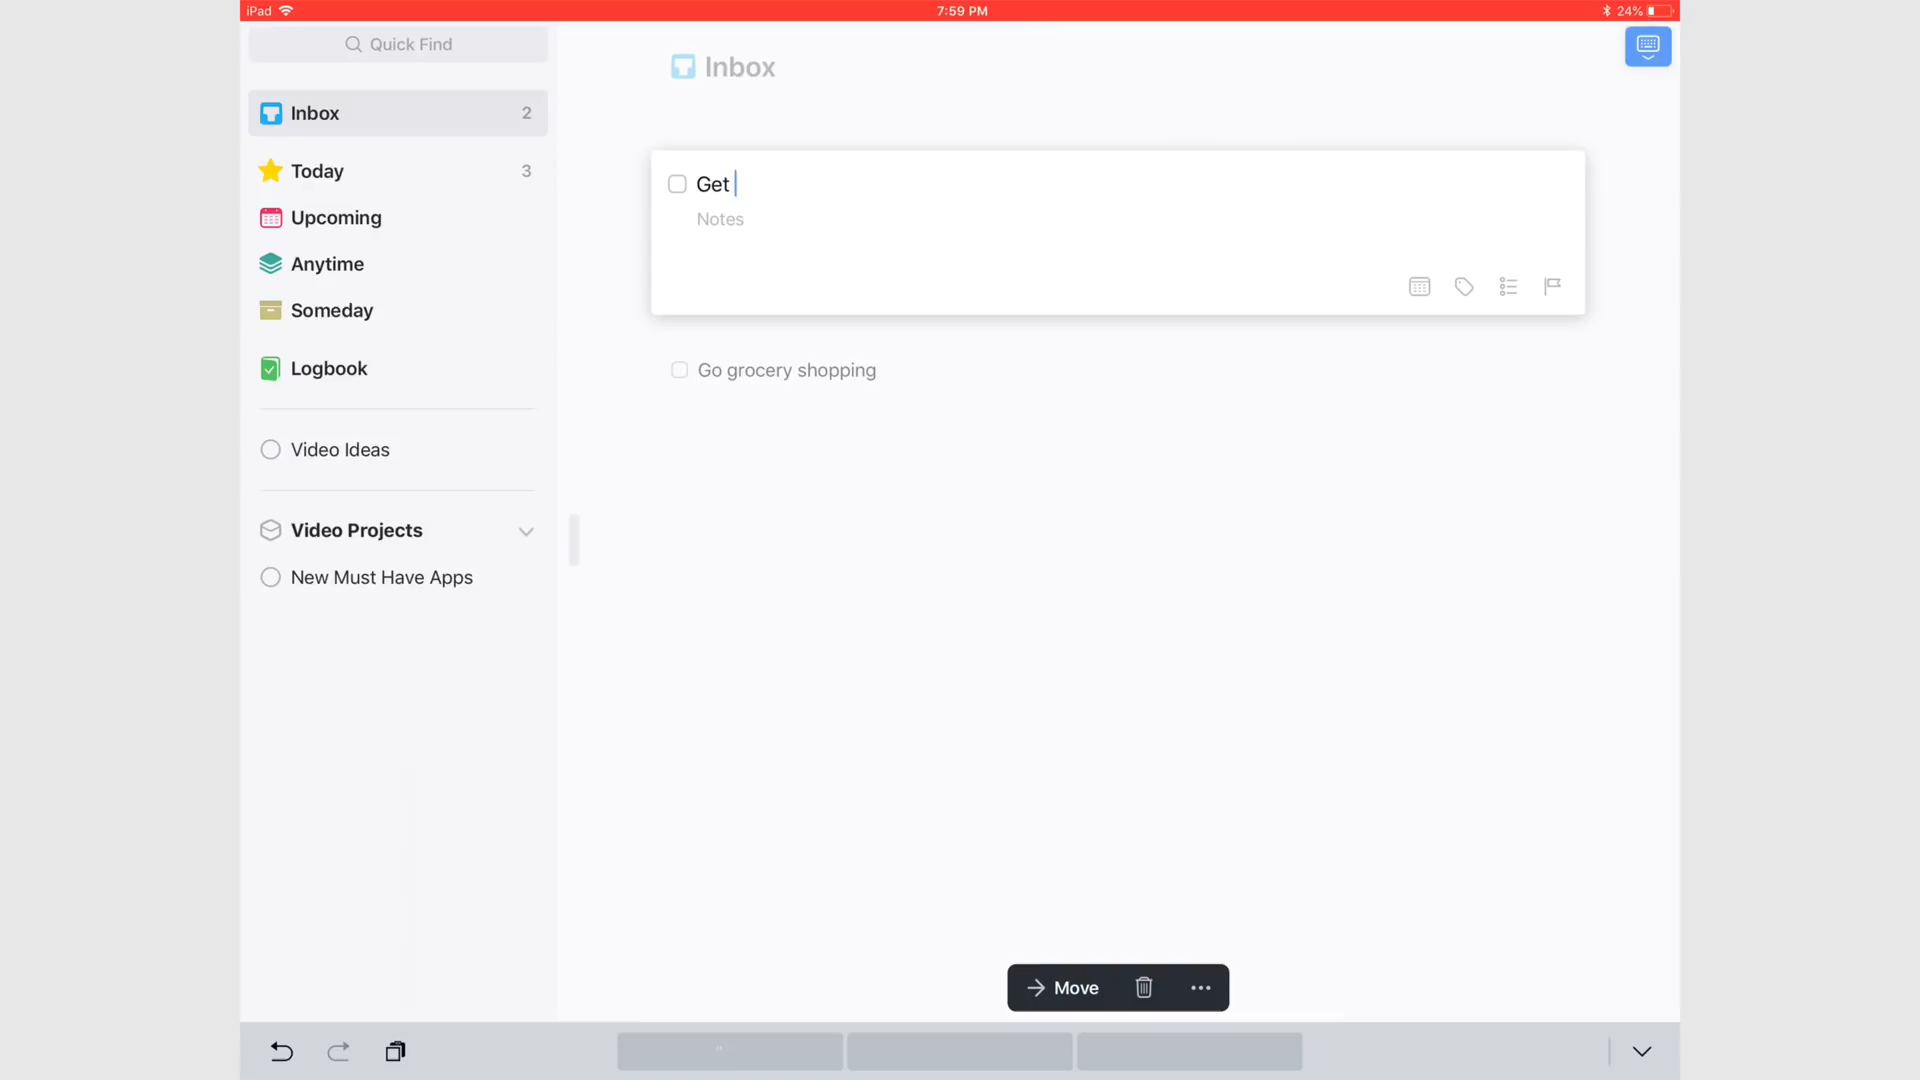 iPad 7:59 PM 24%
Quick Find
Inbox
Inbox 2
Today 3
Get
Upcoming
Notes
Anytime
Someday
Logbook
Go grocery shopping
Video Ideas
Video Projects
New Must Have Apps
Move